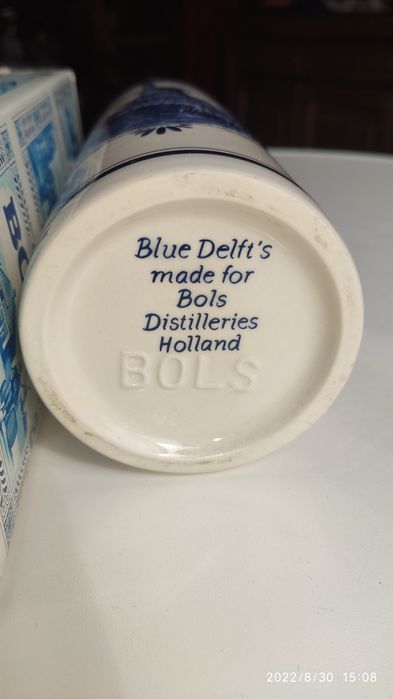 Blue Delft's
made for
Bols
Distilleries
Holland
BOLS
2022/8/30 15:08